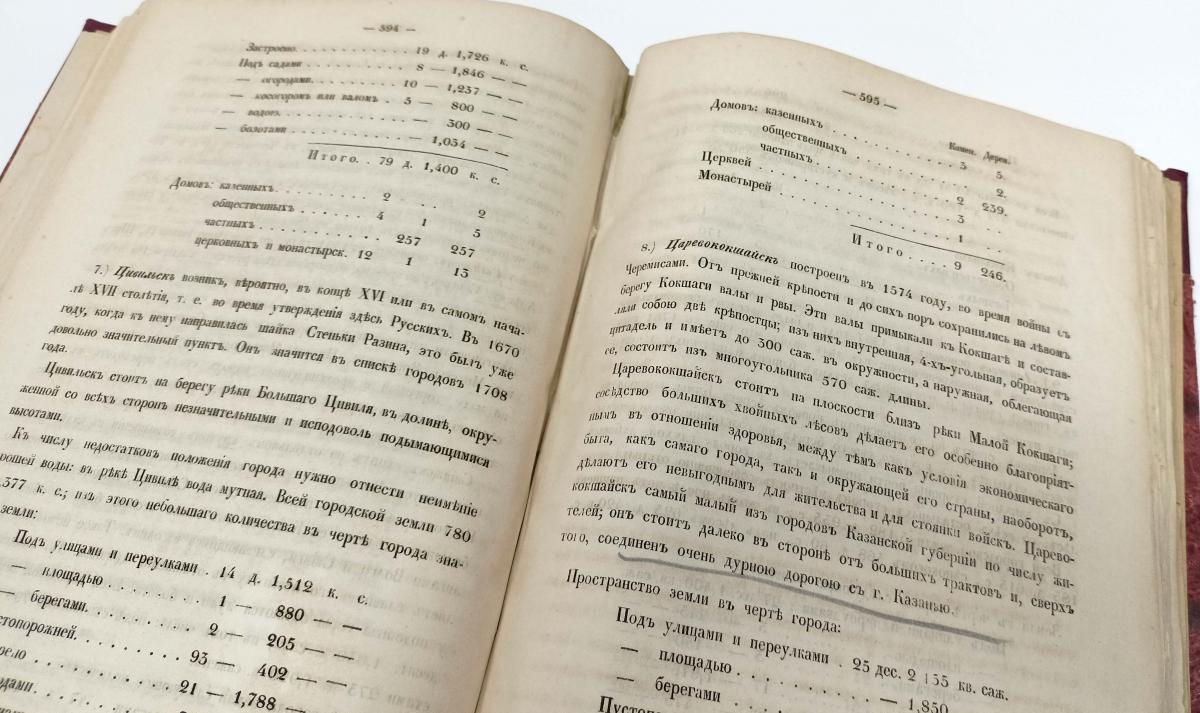 — 594 —
Застроено. . . . . . . . . . . . 19 д. 1,726 к. с.
Подъ садами . . . . . . . . . . 8 — 1,846 — —
— огородами. . . . . . . . . 10 — 1,237 — —
— косогоромъ или валомъ . 5 — 800 — —
— водою. . . . . . . . . . . . 300 — —
— болотами . . . . . . . . . . — 1,034 — —
Итого. . 79 д. 1,400 к. с.
Домовъ: казенныхъ. . . . . . . . . 2 . . . 2
общественныхъ . . . . . . . 4 1 5
частныхъ . . . . . . . . . . 257 257
церковныхъ и монастырск. 12 1 13
7.) Цивильскъ возникъ, вѣроятно, въ концѣ XVI или въ самомъ нача-
лѣ XVII столѣтія, т. е. во время утвержденія здѣсь Русскихъ. Въ 1670
году, когда къ нему направилась шайка Стеньки Разина, это былъ уже
довольно значительный пунктъ. Онъ значится въ спискѣ городовъ 1708
года.
Цивильскъ стоитъ на берегу рѣки Большаго Цивиля, въ долинѣ, окру-
женной со всѣхъ сторонъ незначительными и исподоволь подымающимися
высотами.
Къ числу недостатковъ положенія города нужно отнести неимѣніе
рошей воды: въ рѣкѣ Цивилѣ вода мутная. Всей городской земли 780
,377 к. с.; изъ этого небольшаго количества въ чертѣ города зна-
земли:
Подъ улицами и переулками . 14 д. 1,512 к. с.
— площадью . . . . . . . . . 1 — 880 — —
— берегами. . . . . . . . . . 2 — 205 — —
стопорожней. . . . . . . . . . 93 — 402 — —
рело . . . . . . . . . . . . . . 21 — 1,788 — —
одами. . . . . . . . . . .
— 595 —
Камен. Дерев.
Домовъ: казенныхъ . . . . . . . . . . 3 5.
общественныхъ . . . . . . . . 2.
частныхъ . . . . . . . . . . . 2 239.
Церквей . . . . . . . . . . . . . . . 3 . .
Монастырей . . . . . . . . . . . . . 1 . .
Итого . . . . 9 246.
8.) Царевококшайскъ построенъ въ 1574 году, во время войны съ
Черемисами. Отъ прежней крѣпости и до сихъ поръ сохранились на лѣвомъ
берегу Кокшаги валы и рвы. Эти валы примыкали къ Кокшагѣ и состав-
ляли собою двѣ крѣпостцы; изъ нихъ внутренная, 4-хъ-угольная, образуетъ
цитадель и имѣетъ до 300 саж. въ окружности, а наружная, облегающая
ее, состоитъ изъ многоугольника 570 саж. длины.
Царевококшайскъ стоитъ на плоскости близъ рѣки Малой Кокшаги;
сосѣдство большихъ хвойныхъ лѣсовъ дѣлаетъ его особенно благопріят-
нымъ въ отношеніи здоровья, между тѣмъ какъ условія экономическаго
быта, какъ самаго города, такъ и окружающей его страны, наоборотъ,
дѣлаютъ его невыгоднымъ для жительства и для стоянки войскъ. Царево-
кокшайскъ самый малый изъ городовъ Казанской губерніи по числу жи-
телей; онъ стоитъ далеко въ сторонѣ отъ большихъ трактовъ и, сверхъ
того, соединенъ очень дурною дорогою съ г. Казанью.
Пространство земли въ чертѣ города:
Подъ улицами и переулками . 25 дес. 2 155 кв. саж.
— площадью . . . . . . . . . . — 1,850
— берегами
Пустопо